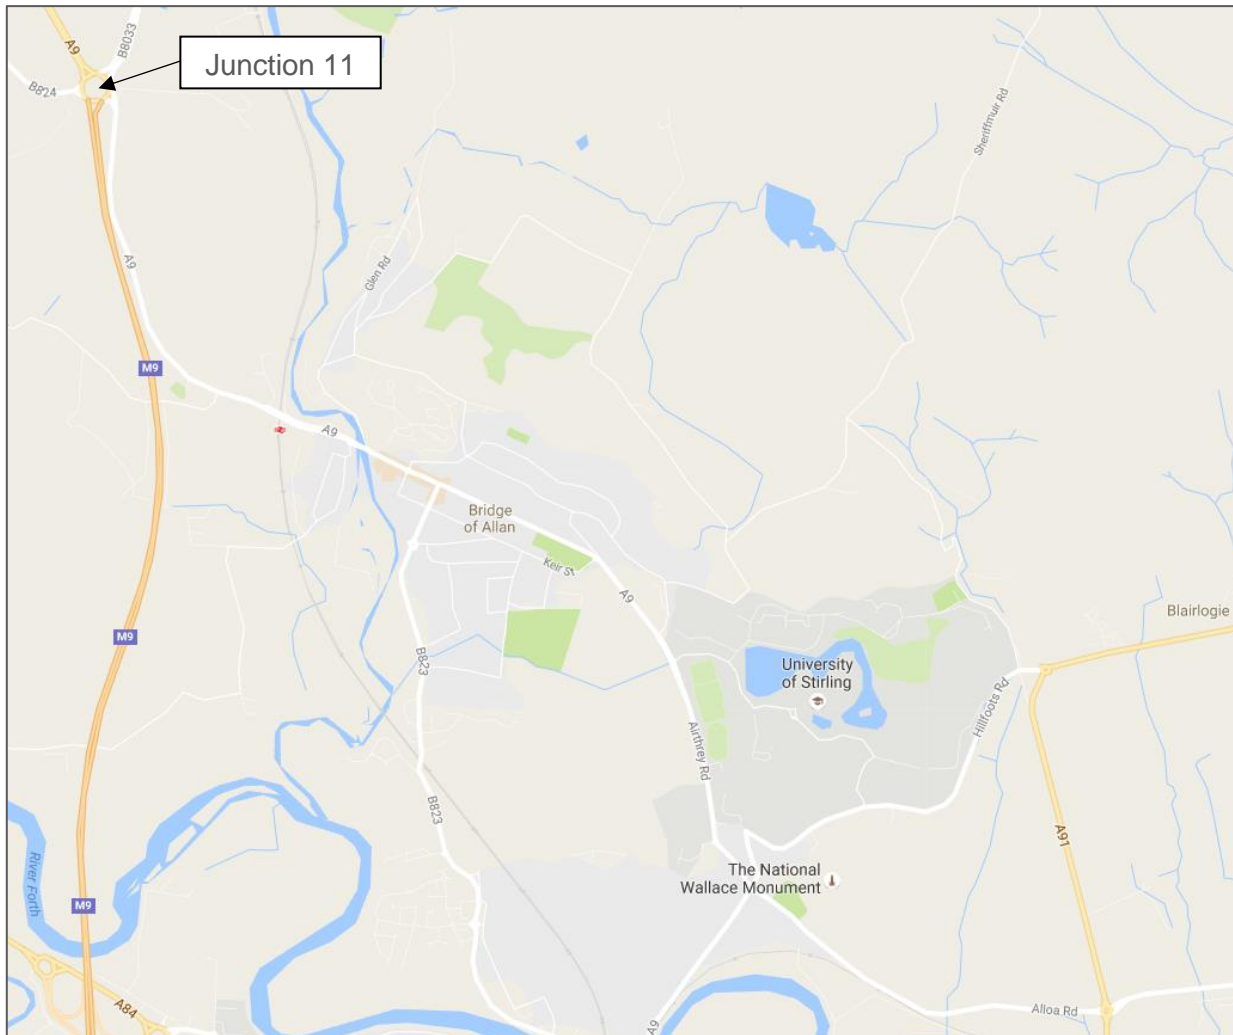 A9
B8033
Junction 11
B824
Sheriffmuir Rd
A9
Glen Rd
M9
A9
Bridge
of Allan
Keir St
A9
Blairlogie
M9
B823
University
of Stirling
Hillfoots Rd
Airthrey Rd
B823
A91
River Forth
The National
Wallace Monument
M9
A84
Alloa Rd
A9